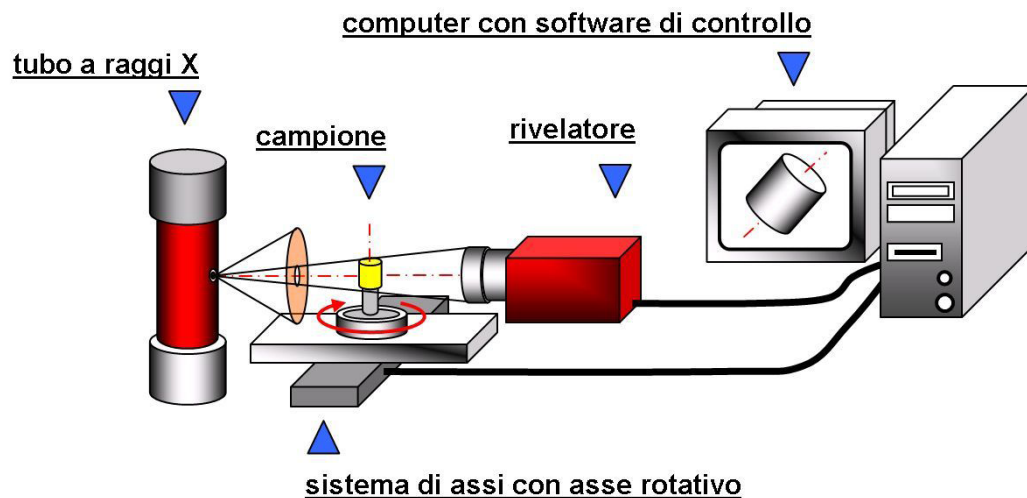 computer con software di controllo
tubo a raggi X
campione
rivelatore
sistema di assi con asse rotativo